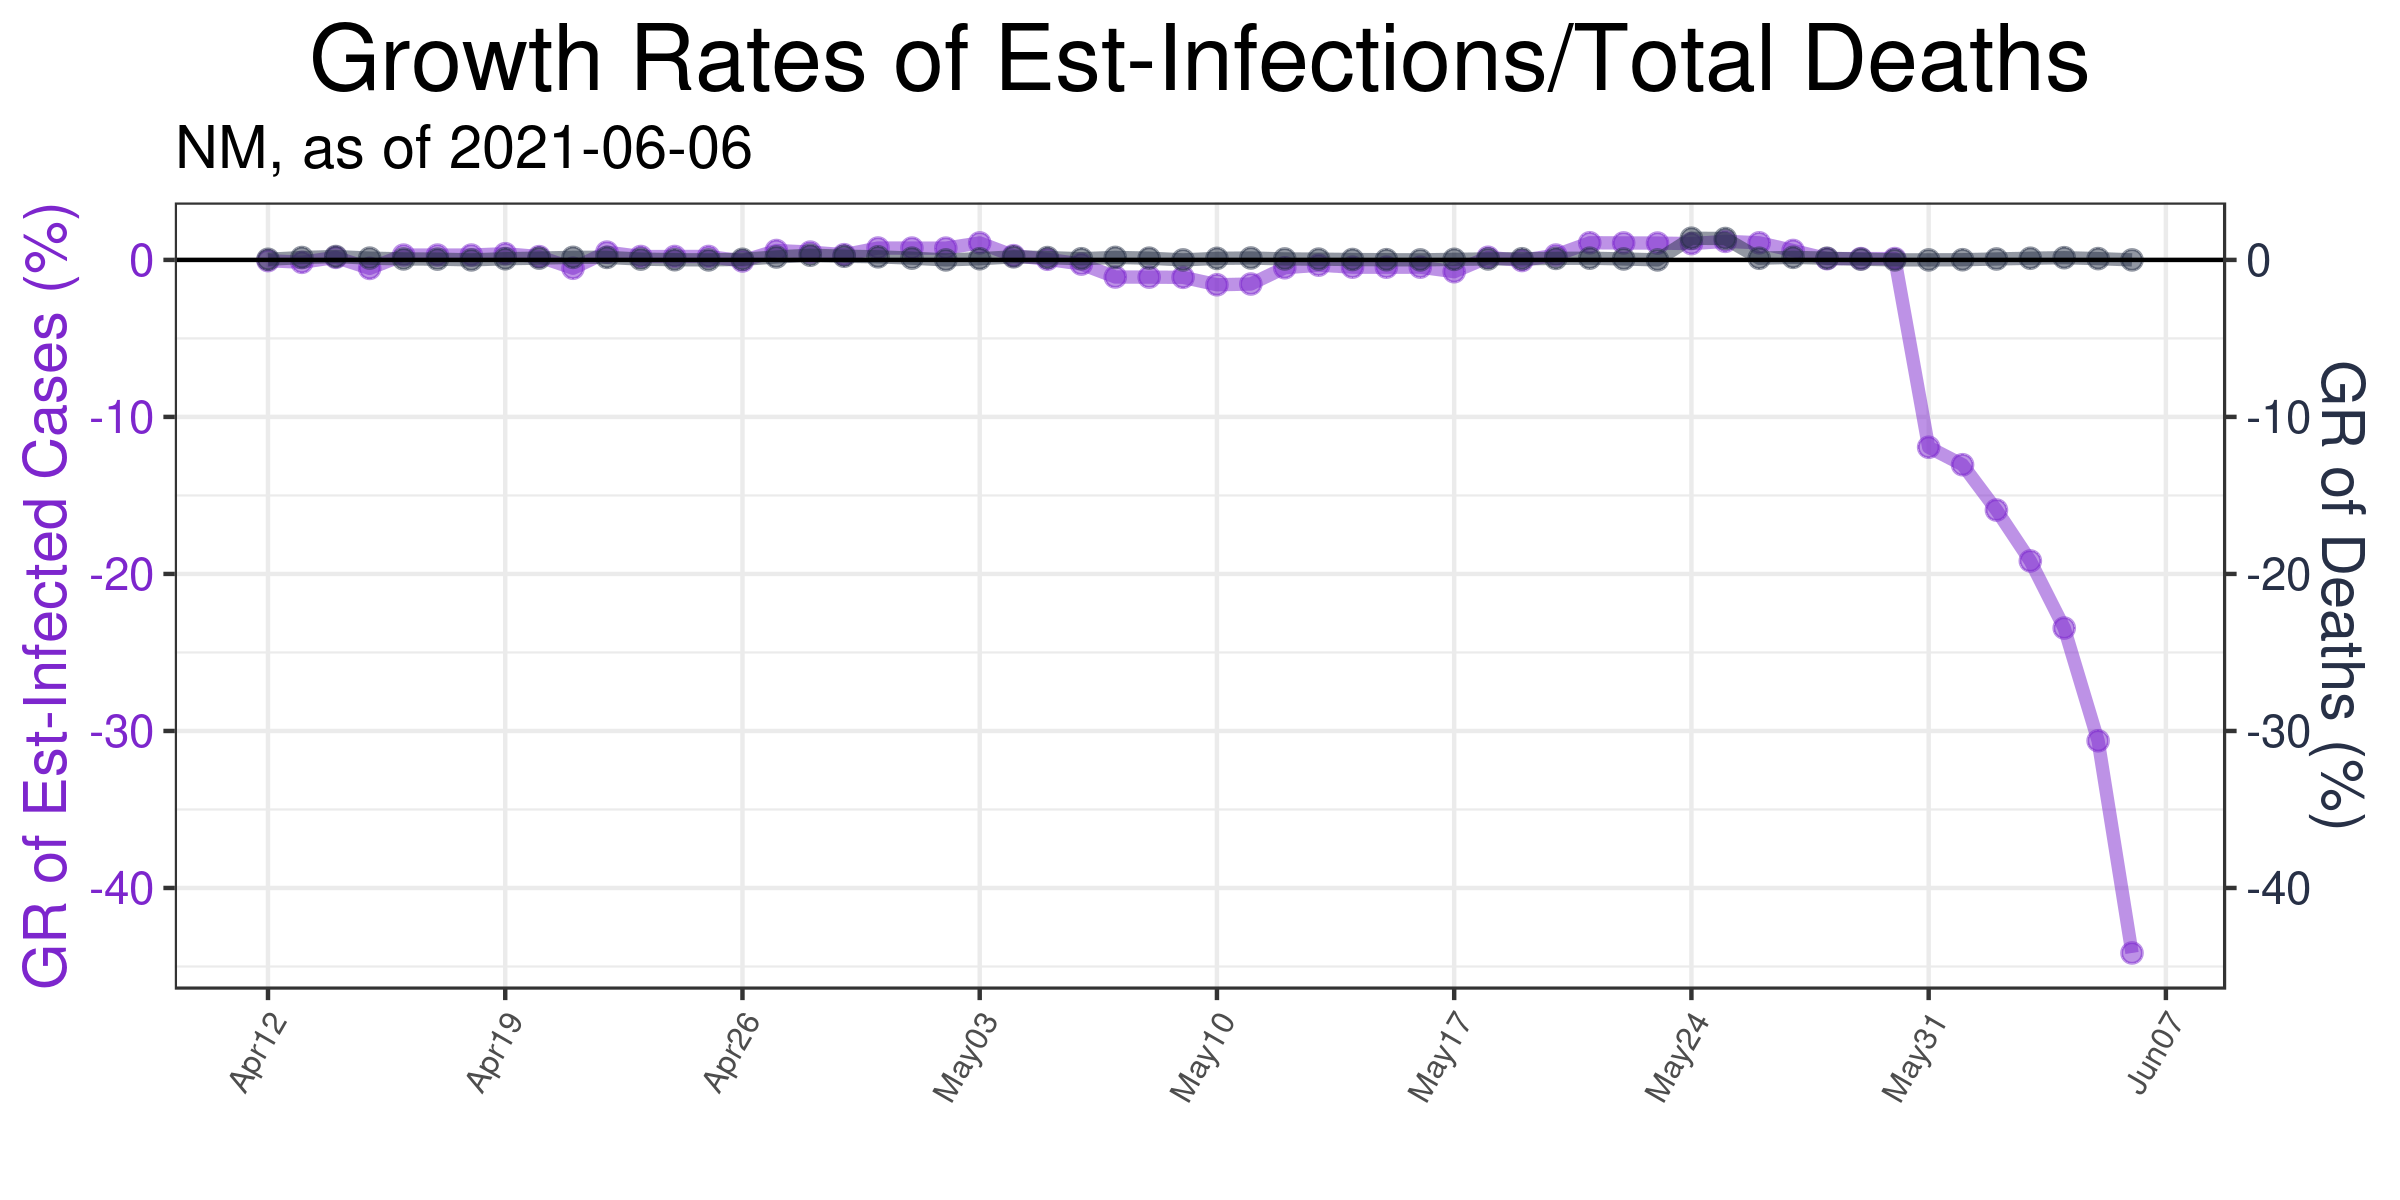 Growth Rates of Est-Infections/Total Deaths
NM, as of 2021-06-06
GR of Est-Infected Cases (%)
0
-10
-20
-30
-40
0
-10
-20
-30
-40
GR of Deaths (%)
Apr12
Apr19
Apr26
May03
May10
May17
May24
May31
Jun07